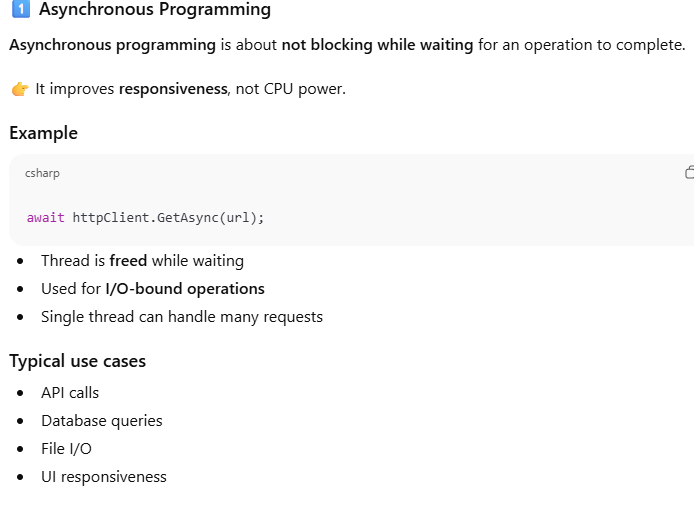 1 Asynchronous Programming
Asynchronous programming is about not blocking while waiting for an operation to complete.
👉 It improves responsiveness, not CPU power.
Example
csharp
await httpClient.GetAsync(url);
• Thread is freed while waiting
• Used for I/O-bound operations
• Single thread can handle many requests
Typical use cases
• API calls
• Database queries
• File I/O
• UI responsiveness